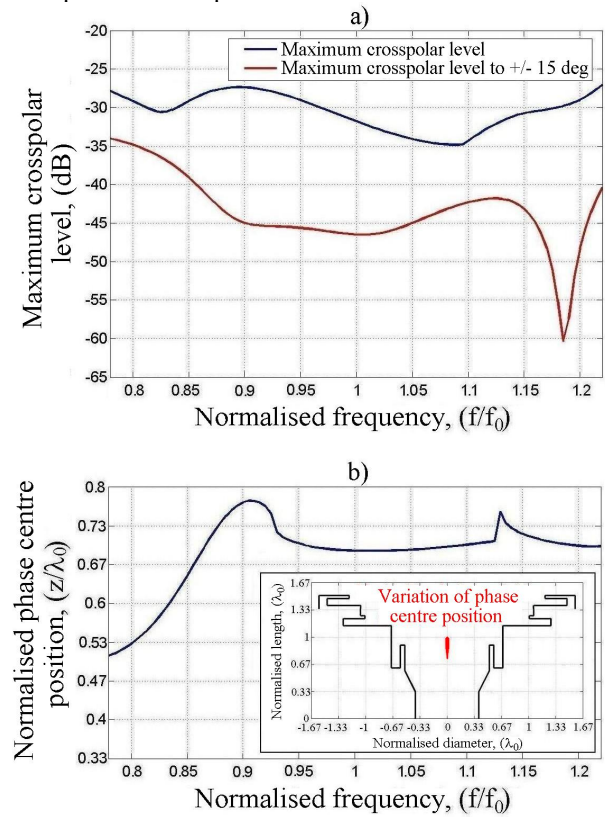 a)
-20
-25
-30
-35
-40
-45
-50
-55
-60
-65
Maximum crosspolar level
Maximum crosspolar level to +/- 15 deg
Maximum crosspolar
level, (dB)
0.8 0.85 0.9 0.95 1 1.05 1.1 1.15 1.2
Normalised frequency, (f/f₀)
b)
0.8
0.73
0.67
0.6
0.53
0.47
0.4
0.33
Normalised phase centre
position, (z/λ₀)
Variation of phase
centre position
1.67
1.33
1
0.67
0.33
0
Normalised length, (λ₀)
-1.67 -1.33 -1 -0.67 -0.33 0 0.33 0.67 1 1.33 1.67
Normalised diameter, (λ₀)
0.8 0.85 0.9 0.95 1 1.05 1.1 1.15 1.2
Normalised frequency, (f/f₀)